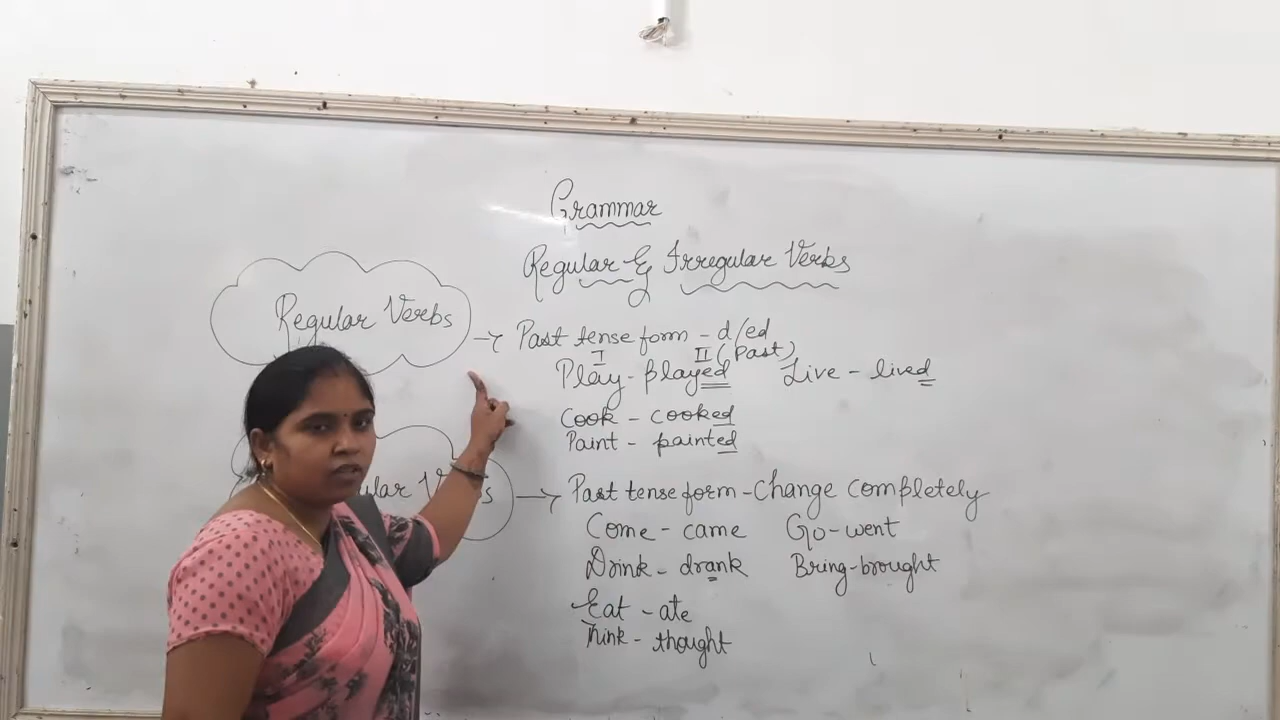 Grammar
Regular & Irregular Verbs
Regular Verbs
Past tense form - d/ed
I II (Past)
Play - played Live - lived
Cook - cooked
Paint - painted
ular V s
Past tense form - Change completely
Come - came Go - went
Drink - drank Bring - brought
Eat - ate
Think - thought